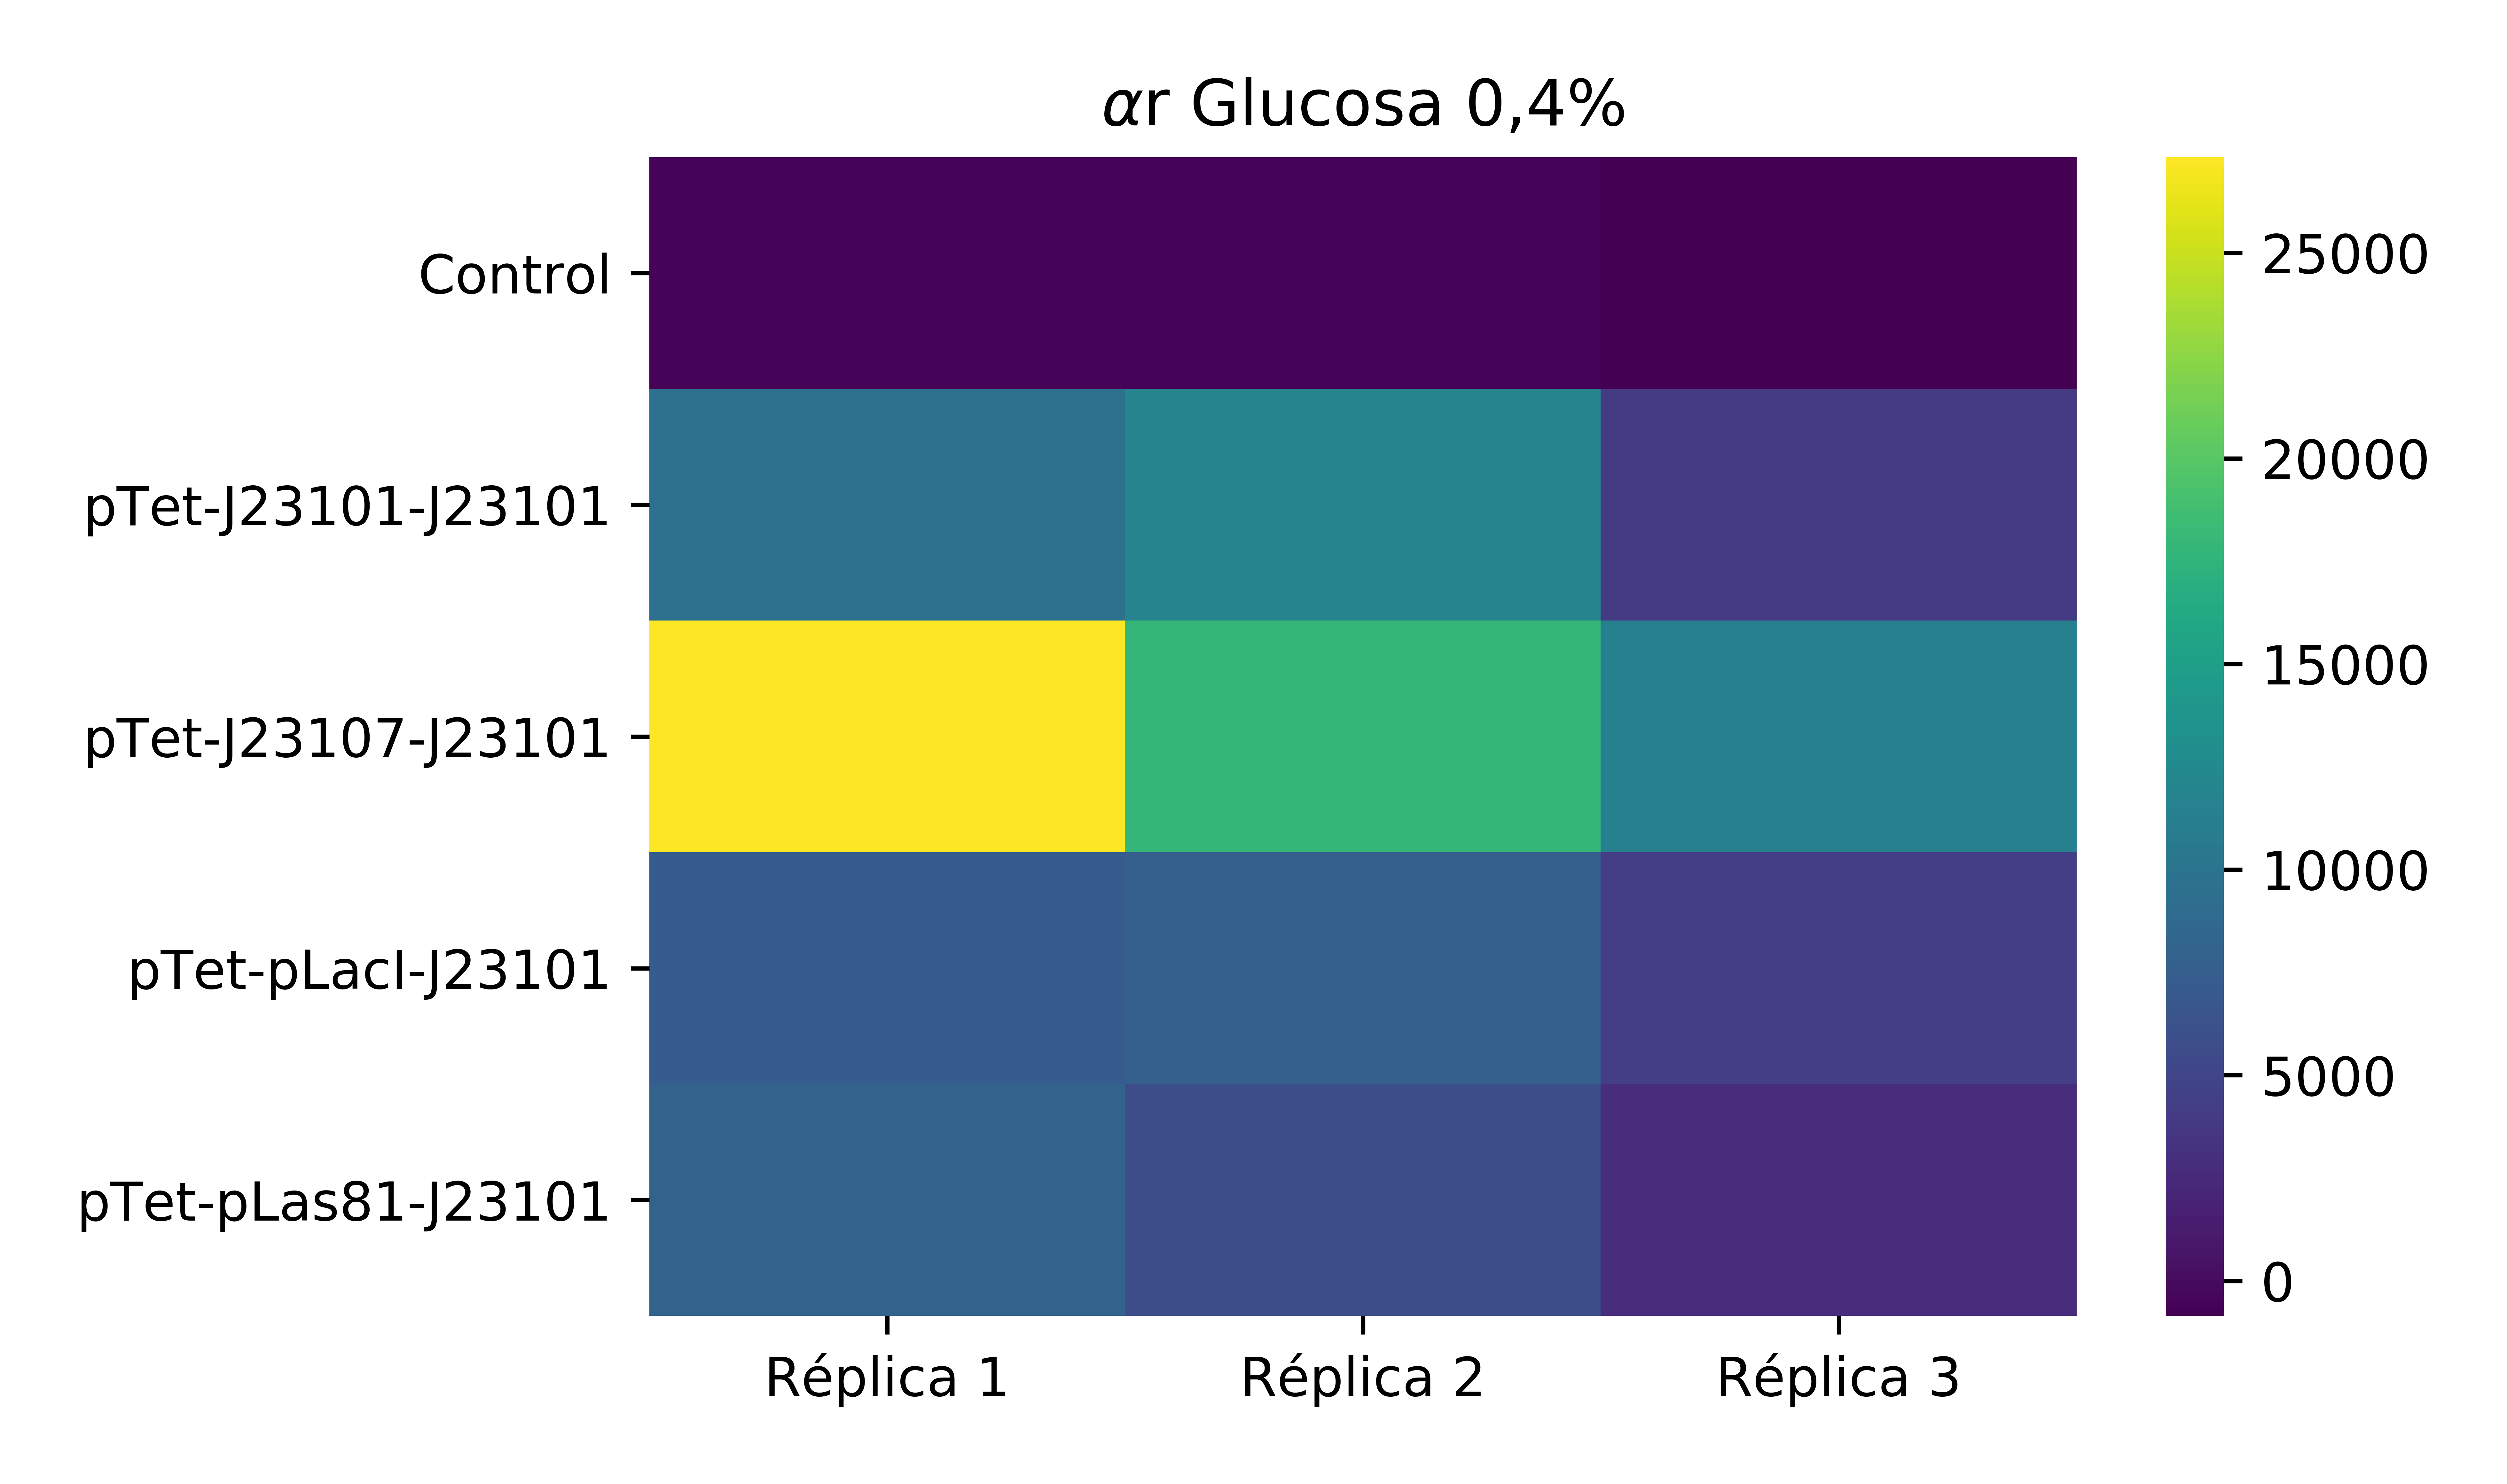 αr Glucosa 0,4%
Control
pTet-J23101-J23101
pTet-J23107-J23101
pTet-pLacI-J23101
pTet-pLas81-J23101
Réplica 1
Réplica 2
Réplica 3
25000
20000
15000
10000
5000
0